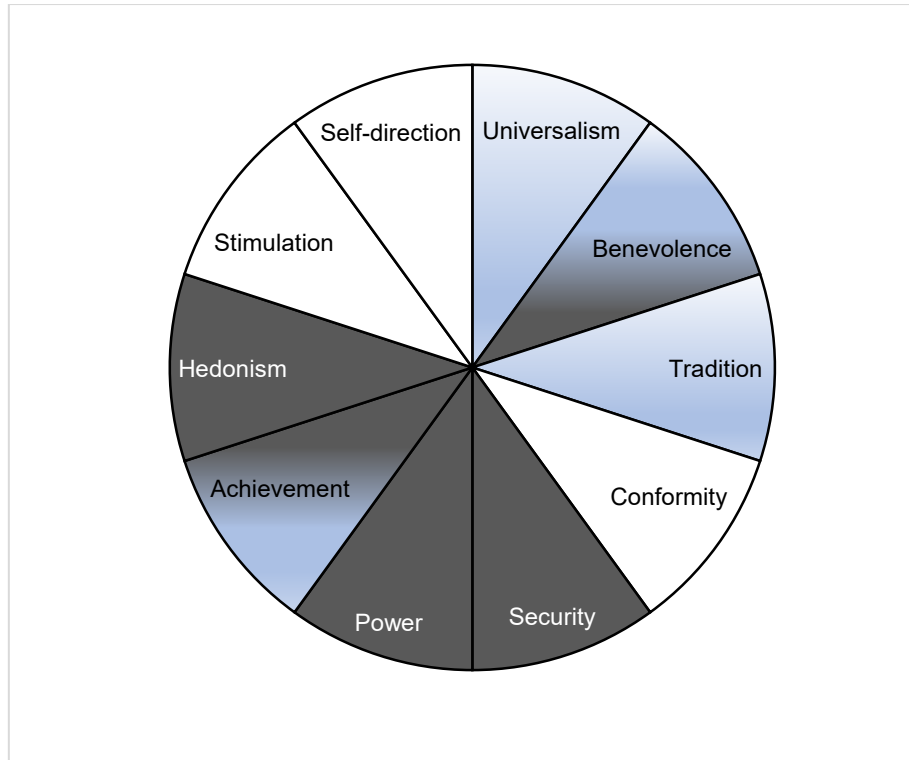 Self-direction
Universalism
Stimulation
Benevolence
Hedonism
Tradition
Achievement
Conformity
Power
Security